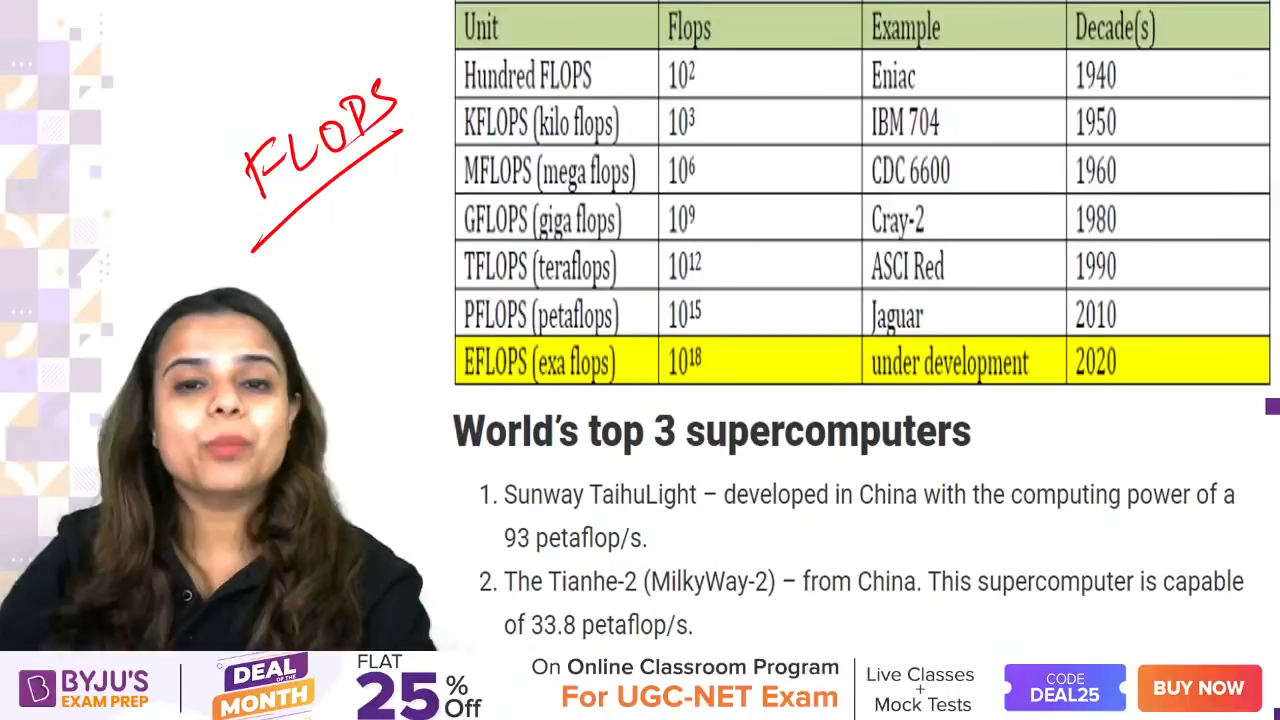 FLOPS
Unit Flops Example Decade(s)
Hundred FLOPS 10² Eniac 1940
KFLOPS (kilo flops) 10³ IBM 704 1950
MFLOPS (mega flops) 10⁶ CDC 6600 1960
GFLOPS (giga flops) 10⁹ Cray-2 1980
TFLOPS (teraflops) 10¹² ASCI Red 1990
PFLOPS (petaflops) 10¹⁵ Jaguar 2010
EFLOPS (exa flops) 10¹⁸ under development 2020
World's top 3 supercomputers
1. Sunway TaihuLight – developed in China with the computing power of a
93 petaflop/s.
2. The Tianhe-2 (MilkyWay-2) – from China. This supercomputer is capable
of 33.8 petaflop/s.
BYJU'S
EXAM PREP
DEAL
OF THE
MONTH
FLAT
25% Off
On Online Classroom Program
For UGC-NET Exam
Live Classes
+
Mock Tests
CODE
DEAL25
BUY NOW